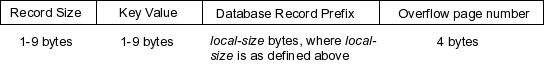 Record Size Key Value Database Record Prefix Overflow page number
1-9 bytes 1-9 bytes local-size bytes, where local- 4 bytes
size is as defined above